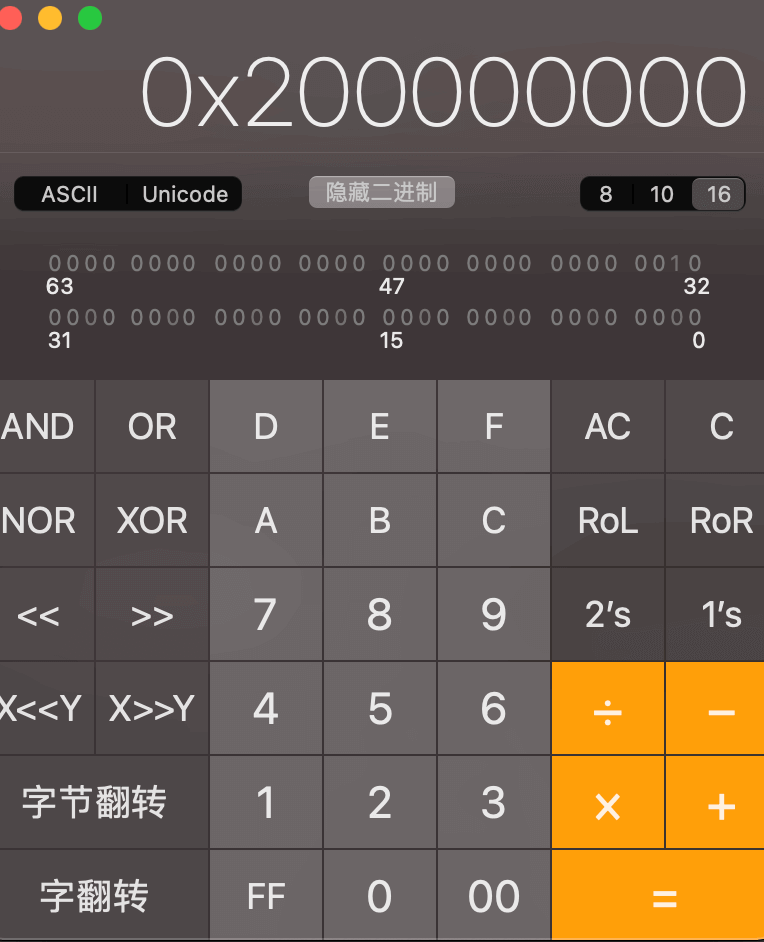 0x200000000
ASCII Unicode 隐藏二进制 8 10 16
0000 0000 0000 0000 0000 0000 0000 0010
63 47 32
0000 0000 0000 0000 0000 0000 0000 0000
31 15 0
AND OR D E F AC C
NOR XOR A B C RoL RoR
<< >> 7 8 9 2's 1's
X<<Y X>>Y 4 5 6 ÷ −
字节翻转 1 2 3 × +
字翻转 FF 0 00 =